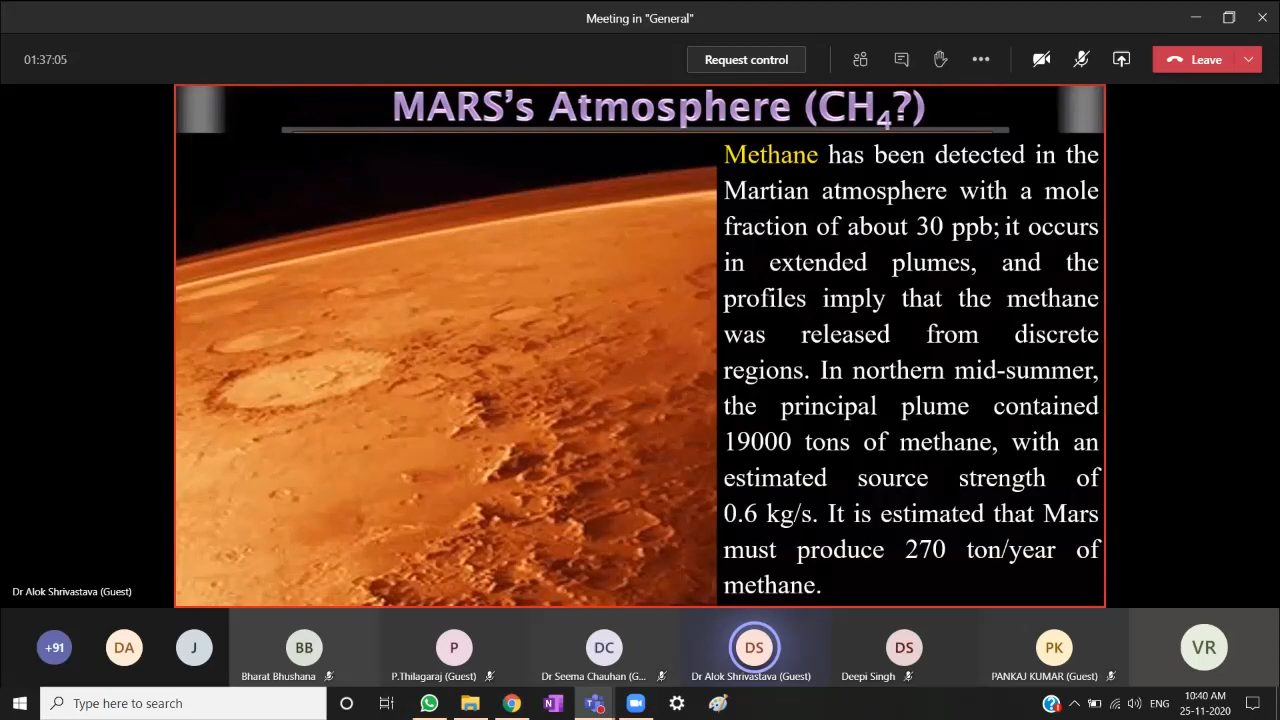 Meeting in "General"
01:37:05
Request control
Leave
MARS's Atmosphere (CH₄?)
Methane has been detected in the
Martian atmosphere with a mole
fraction of about 30 ppb; it occurs
in extended plumes, and the
profiles imply that the methane
was released from discrete
regions. In northern mid-summer,
the principal plume contained
19000 tons of methane, with an
estimated source strength of
0.6 kg/s. It is estimated that Mars
must produce 270 ton/year of
methane.
Dr Alok Shrivastava (Guest)
+91
DA
J
BB
P
DC
DS
DS
PK
VR
Bharat Bhushana
P.Thilagaraj (Guest)
Dr Seema Chauhan (G...
Dr Alok Shrivastava (Guest)
Deepi Singh
PANKAJ KUMAR (Guest)
Type here to search
N
ENG
10:40 AM
25-11-2020